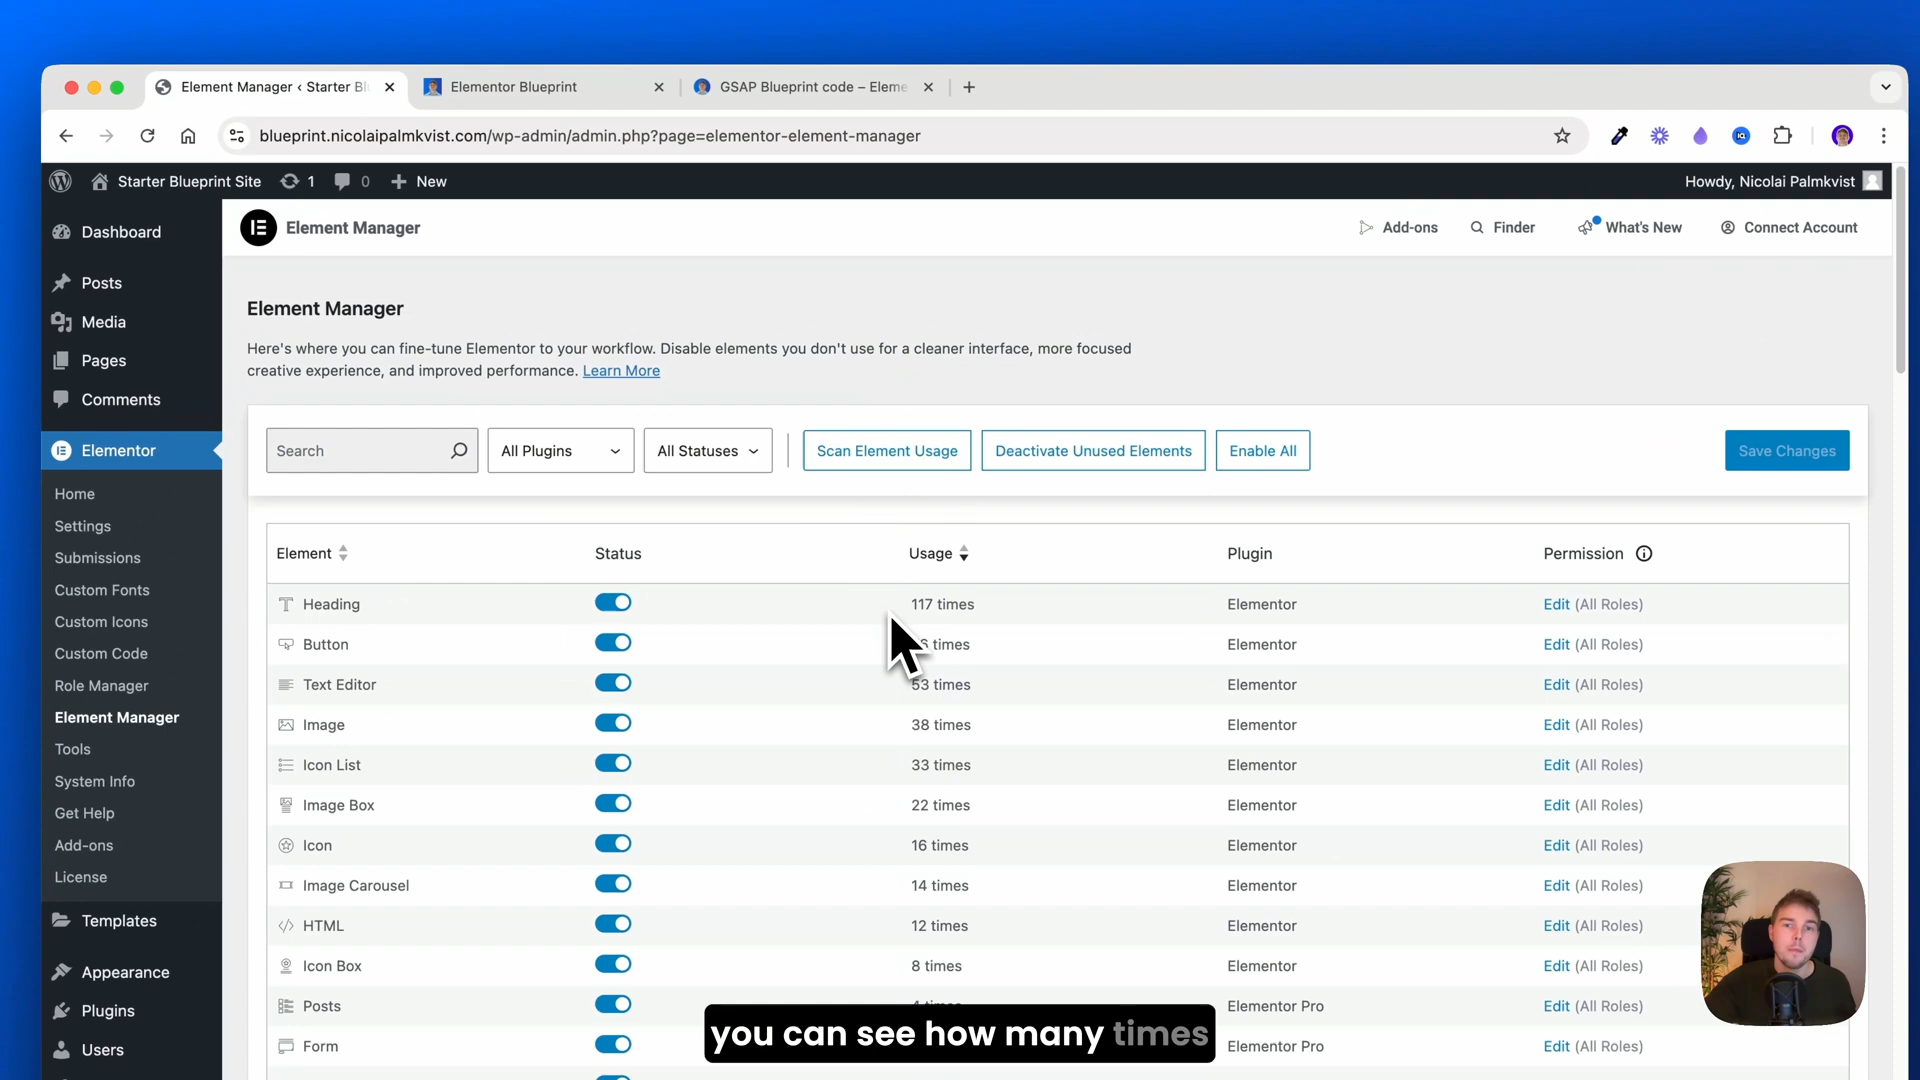 Element Manager ‹ Starter Bl
Elementor Blueprint
GSAP Blueprint code – Eleme
blueprint.nicolaipalmkvist.com/wp-admin/admin.php?page=elementor-element-manager
Starter Blueprint Site 1 0 New
Howdy, Nicolai Palmkvist
Dashboard
Posts
Media
Pages
Comments
Elementor
Home
Settings
Submissions
Custom Fonts
Custom Icons
Custom Code
Role Manager
Element Manager
Tools
System Info
Get Help
Add-ons
License
Templates
Appearance
Plugins
Users
Element Manager
Add-ons Finder What's New Connect Account
Element Manager
Here's where you can fine-tune Elementor to your workflow. Disable elements you don't use for a cleaner interface, more focused
creative experience, and improved performance. Learn More
Search All Plugins All Statuses Scan Element Usage Deactivate Unused Elements Enable All Save Changes
Element Status Usage Plugin Permission
Heading 117 times Elementor Edit (All Roles)
Button times Elementor Edit (All Roles)
Text Editor 53 times Elementor Edit (All Roles)
Image 38 times Elementor Edit (All Roles)
Icon List 33 times Elementor Edit (All Roles)
Image Box 22 times Elementor Edit (All Roles)
Icon 16 times Elementor Edit (All Roles)
Image Carousel 14 times Elementor Edit (All Roles)
HTML 12 times Elementor Edit (All Roles)
Icon Box 8 times Elementor Edit (All Roles)
Posts Elementor Pro Edit (All Roles)
Form Elementor Pro Edit (All Roles)
you can see how many times